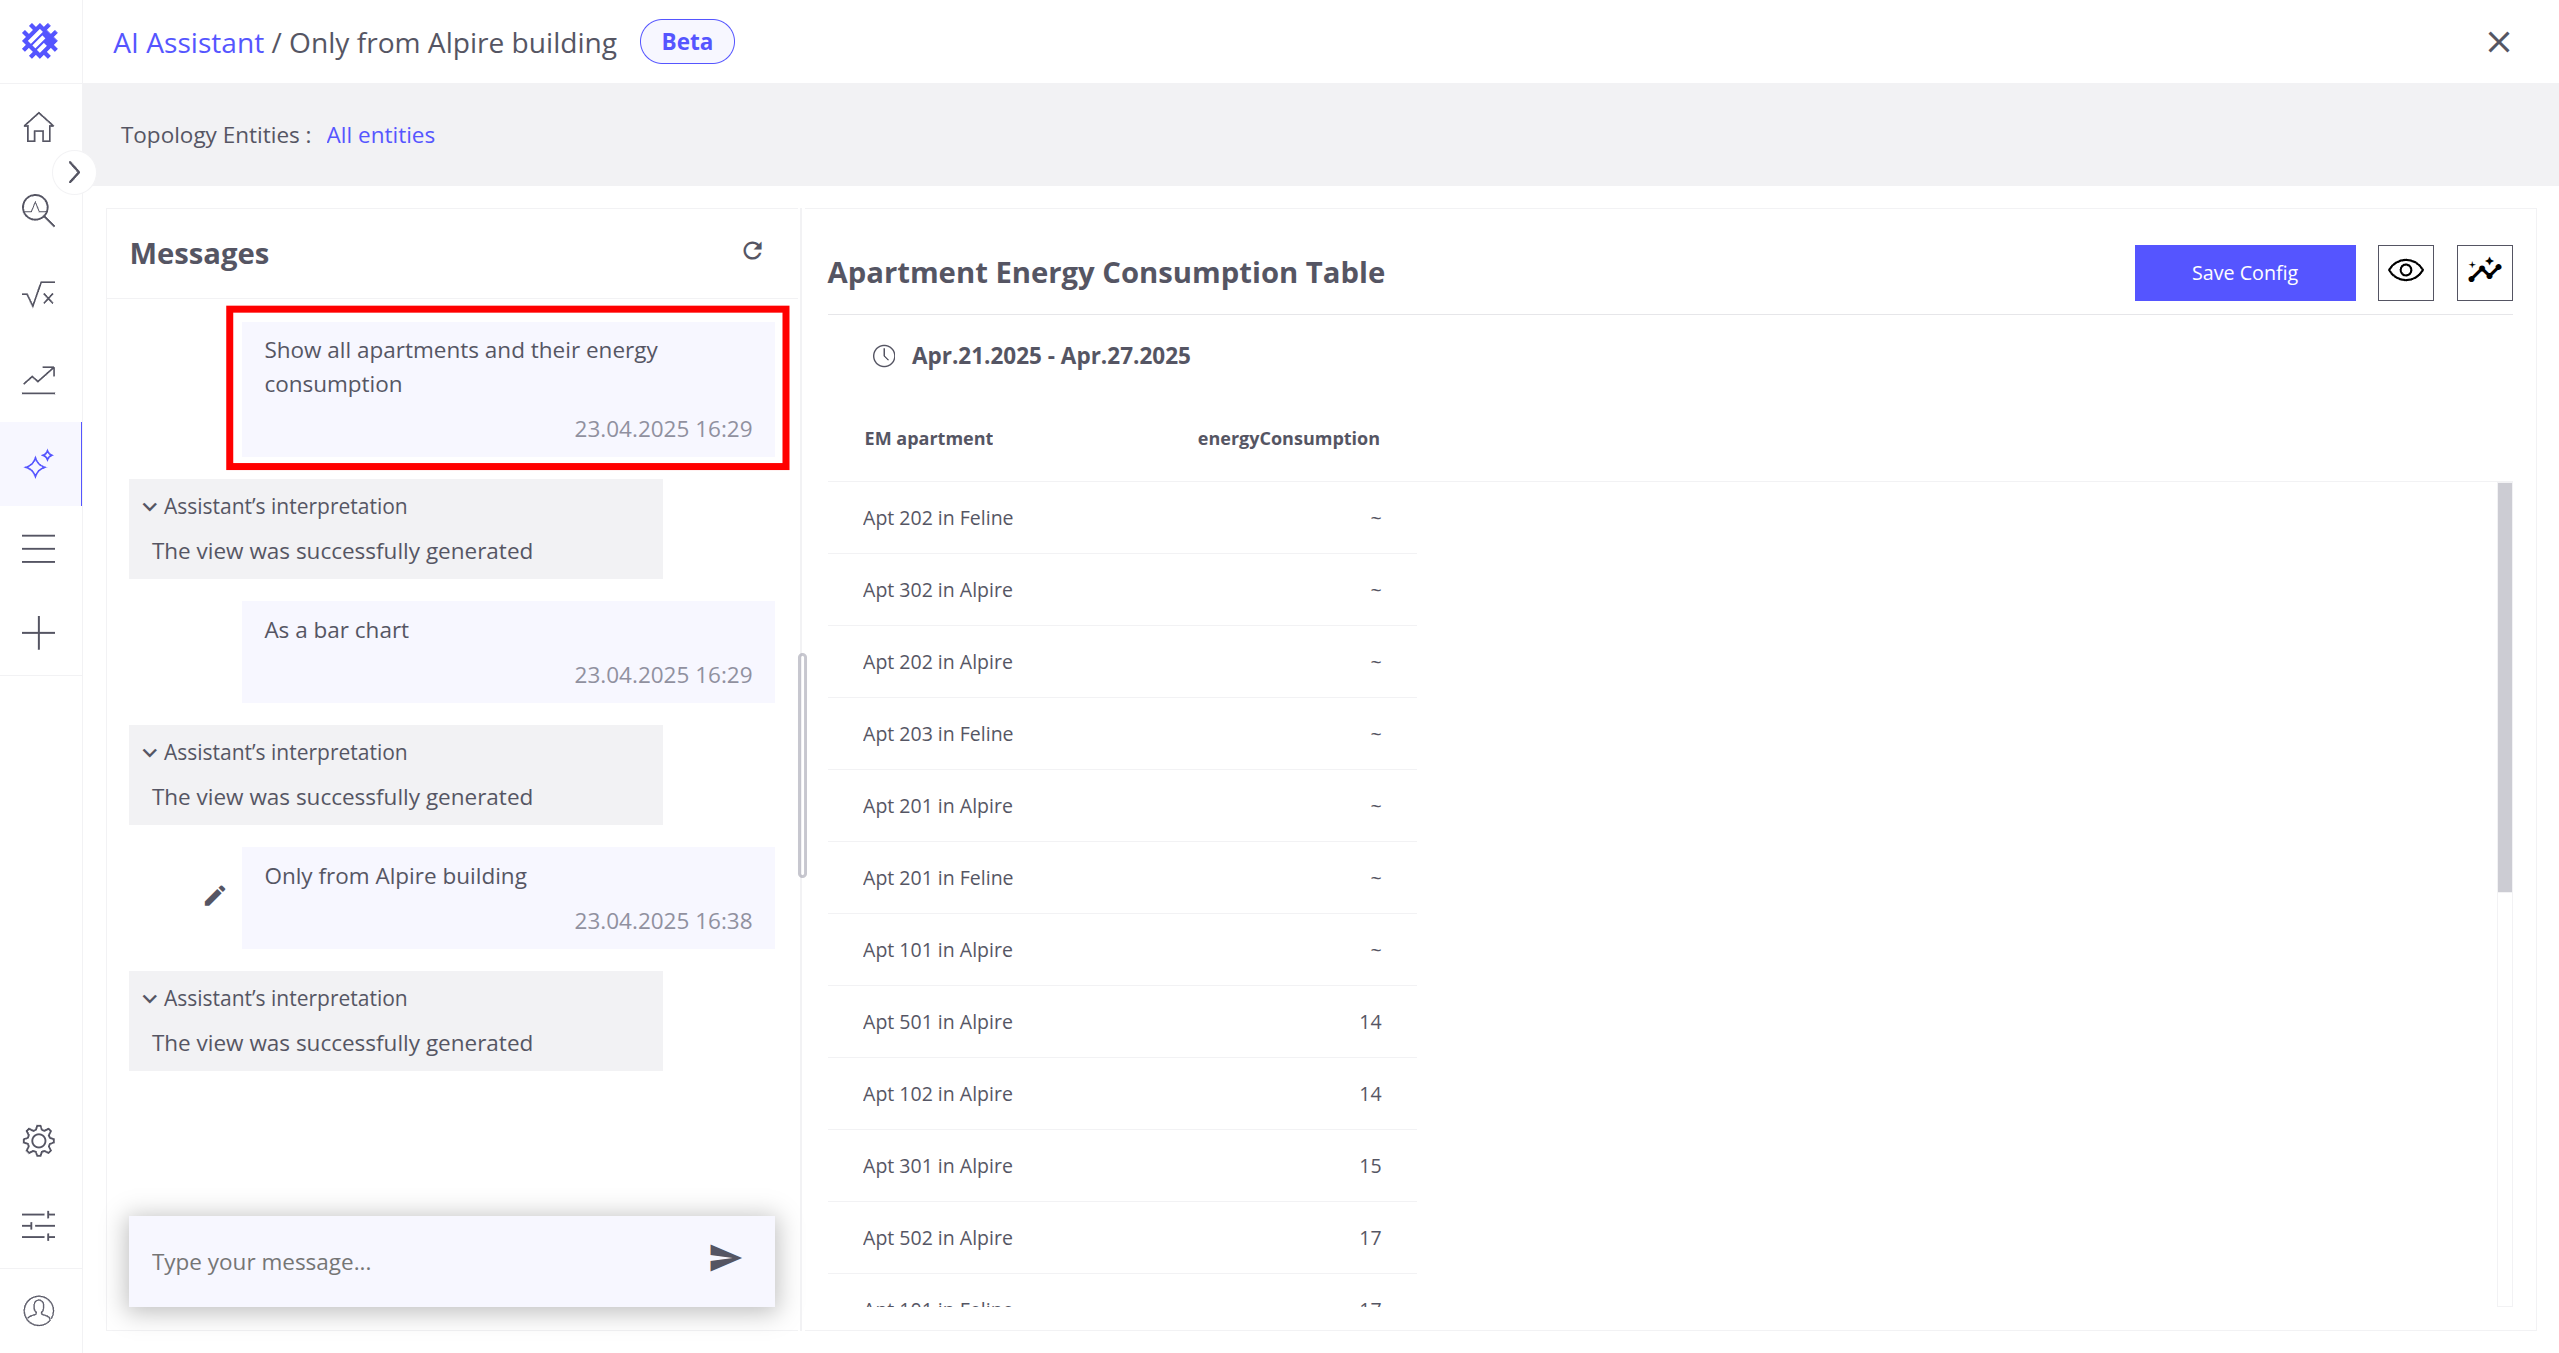 AI Assistant / Only from Alpire building
Beta
Topology Entities : All entities
Messages
Show all apartments and their energy
consumption
23.04.2025 16:29
Assistant's interpretation
The view was successfully generated
As a bar chart
23.04.2025 16:29
Assistant's interpretation
The view was successfully generated
Only from Alpire building
23.04.2025 16:38
Assistant's interpretation
The view was successfully generated
Type your message...
Apartment Energy Consumption Table
Save Config
Apr.21.2025 - Apr.27.2025
EM apartment energyConsumption
Apt 202 in Feline ~
Apt 302 in Alpire ~
Apt 202 in Alpire ~
Apt 203 in Feline ~
Apt 201 in Alpire ~
Apt 201 in Feline ~
Apt 101 in Alpire ~
Apt 501 in Alpire 14
Apt 102 in Alpire 14
Apt 301 in Alpire 15
Apt 502 in Alpire 17
Apt 101 in Feline 17